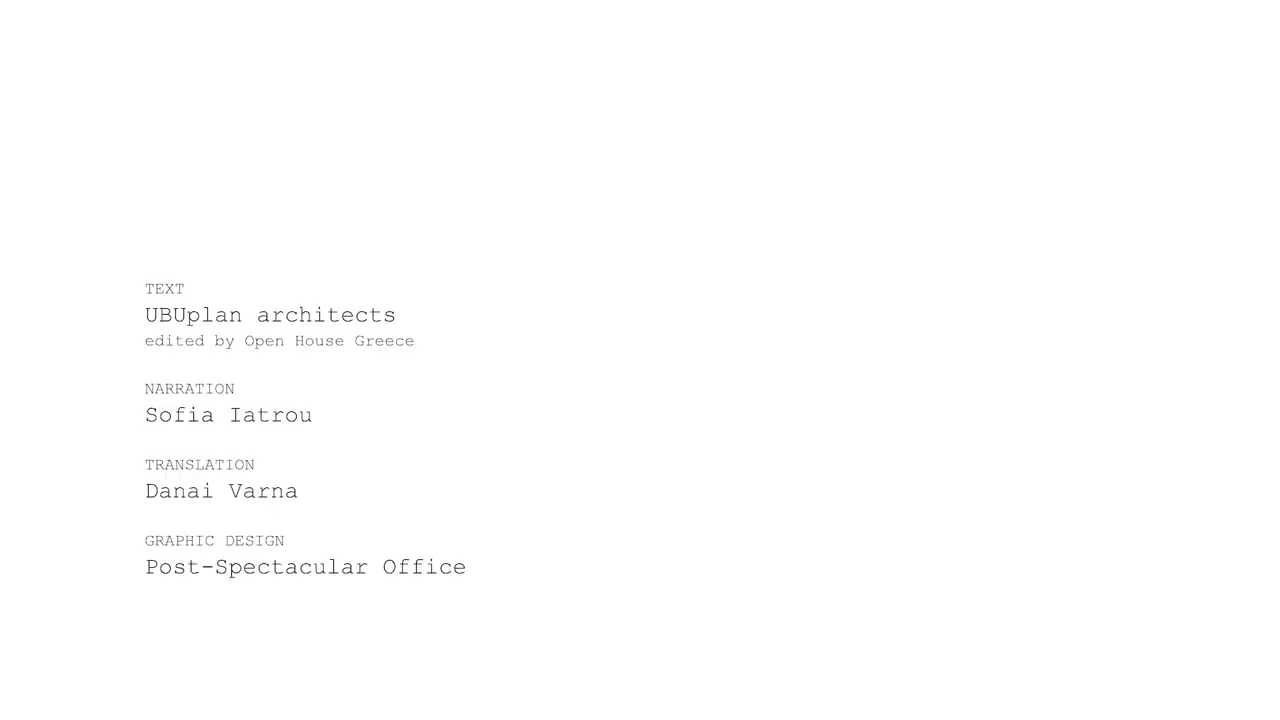 TEXT
UBUplan architects
edited by Open House Greece
NARRATION
Sofia Iatrou
TRANSLATION
Danai Varna
GRAPHIC DESIGN
Post-Spectacular Office